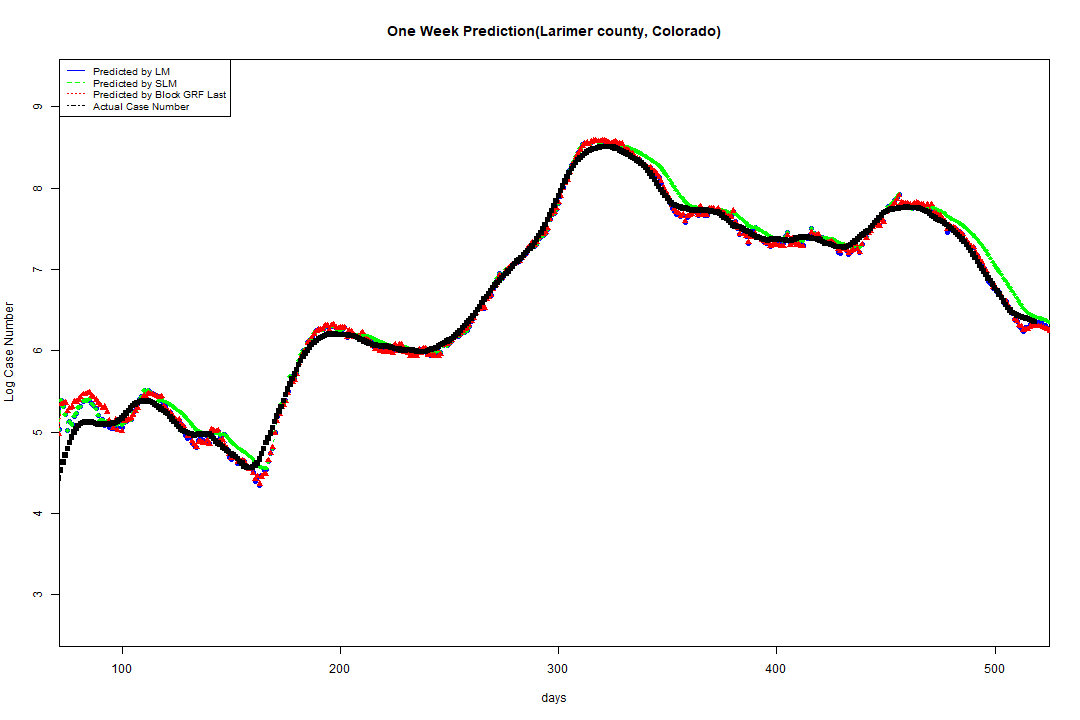 One Week Prediction(Larimer county, Colorado)
Predicted by LM
Predicted by SLM
Predicted by Block GRF Last
Actual Case Number
9
8
7
6
5
4
3
Log Case Number
100 200 300 400 500
days